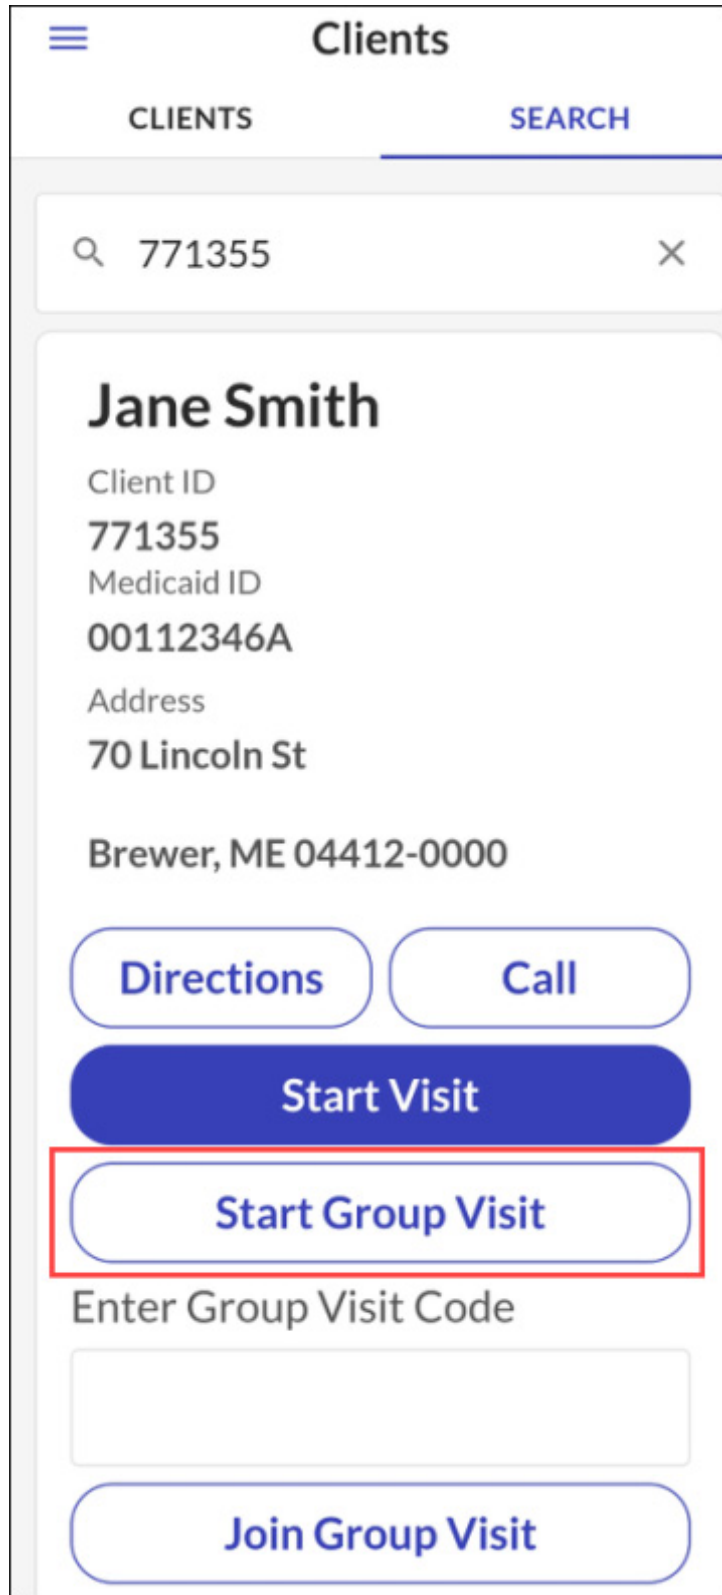 Clients
CLIENTS SEARCH
771355
Jane Smith
Client ID
771355
Medicaid ID
00112346A
Address
70 Lincoln St
Brewer, ME 04412-0000
Directions Call
Start Visit
Start Group Visit
Enter Group Visit Code
Join Group Visit